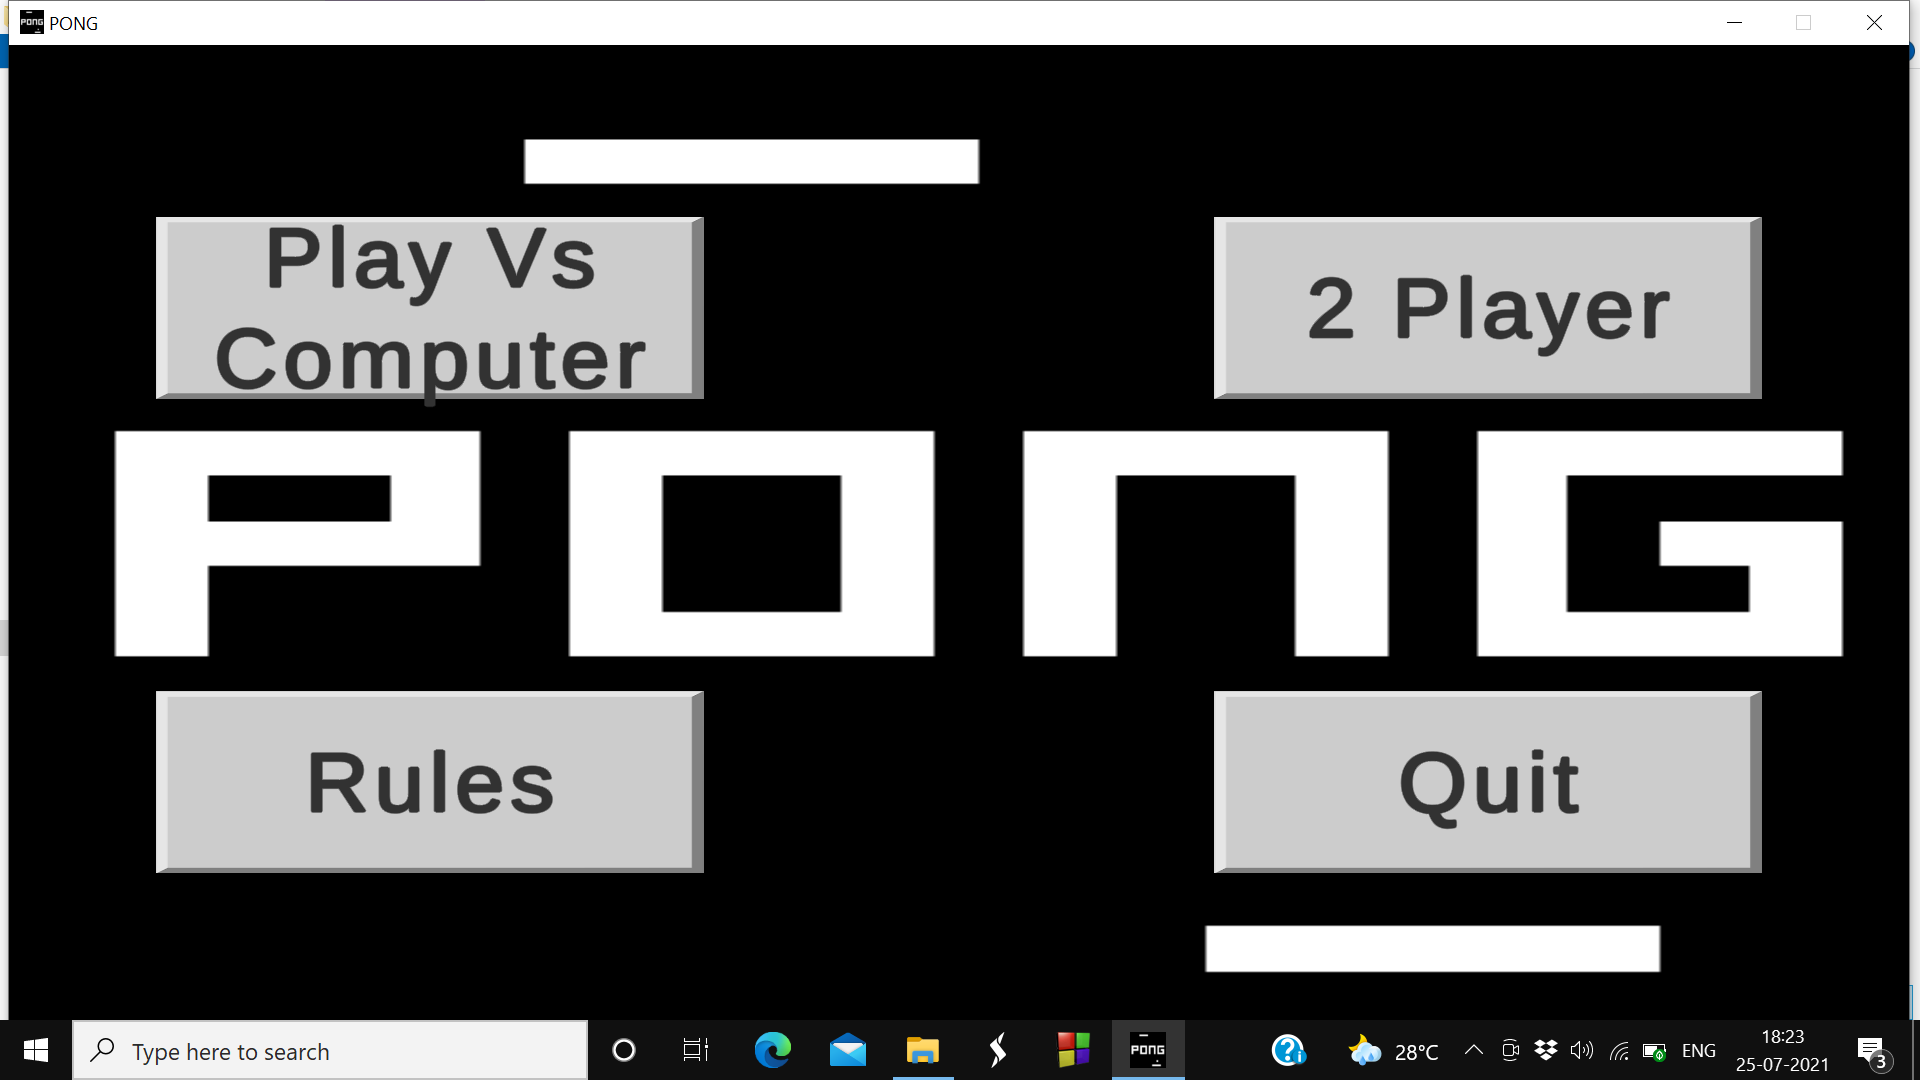 PONG
Play Vs
Computer
2 Player
PONG
Rules
Quit
Type here to search
PONG
28°C
ENG
18:23
25-07-2021
3